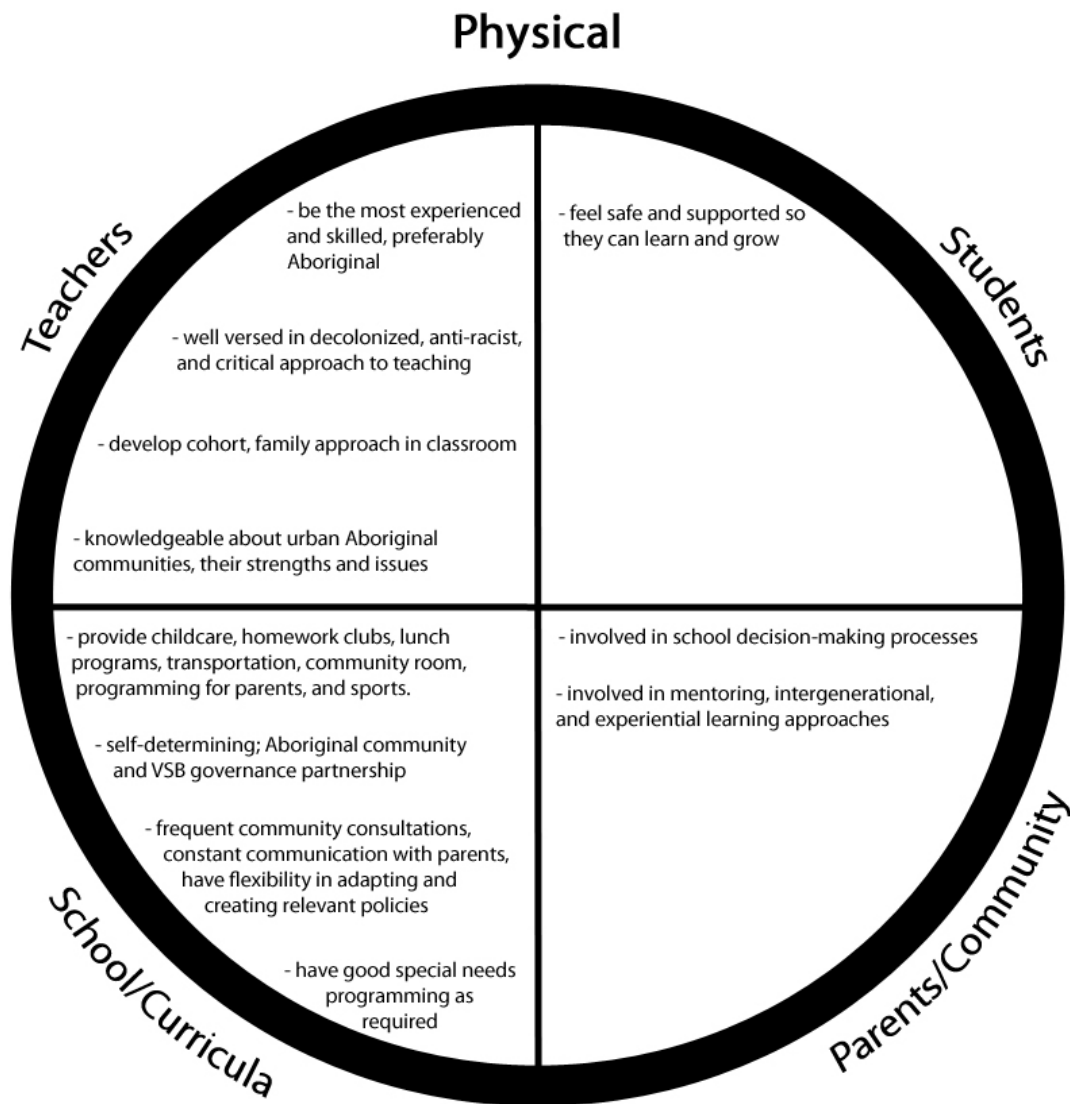 Physical
Teachers
- be the most experienced
and skilled, preferably
Aboriginal
- well versed in decolonized, anti-racist,
and critical approach to teaching
- develop cohort, family approach in classroom
- knowledgeable about urban Aboriginal
communities, their strengths and issues
Students
- feel safe and supported so
they can learn and grow
School/Curricula
- provide childcare, homework clubs, lunch
programs, transportation, community room,
programming for parents, and sports.
- self-determining; Aboriginal community
and VSB governance partnership
- frequent community consultations,
constant communication with parents,
have flexibility in adapting and
creating relevant policies
- have good special needs
programming as
required
Parents/Community
- involved in school decision-making processes
- involved in mentoring, intergenerational,
and experiential learning approaches